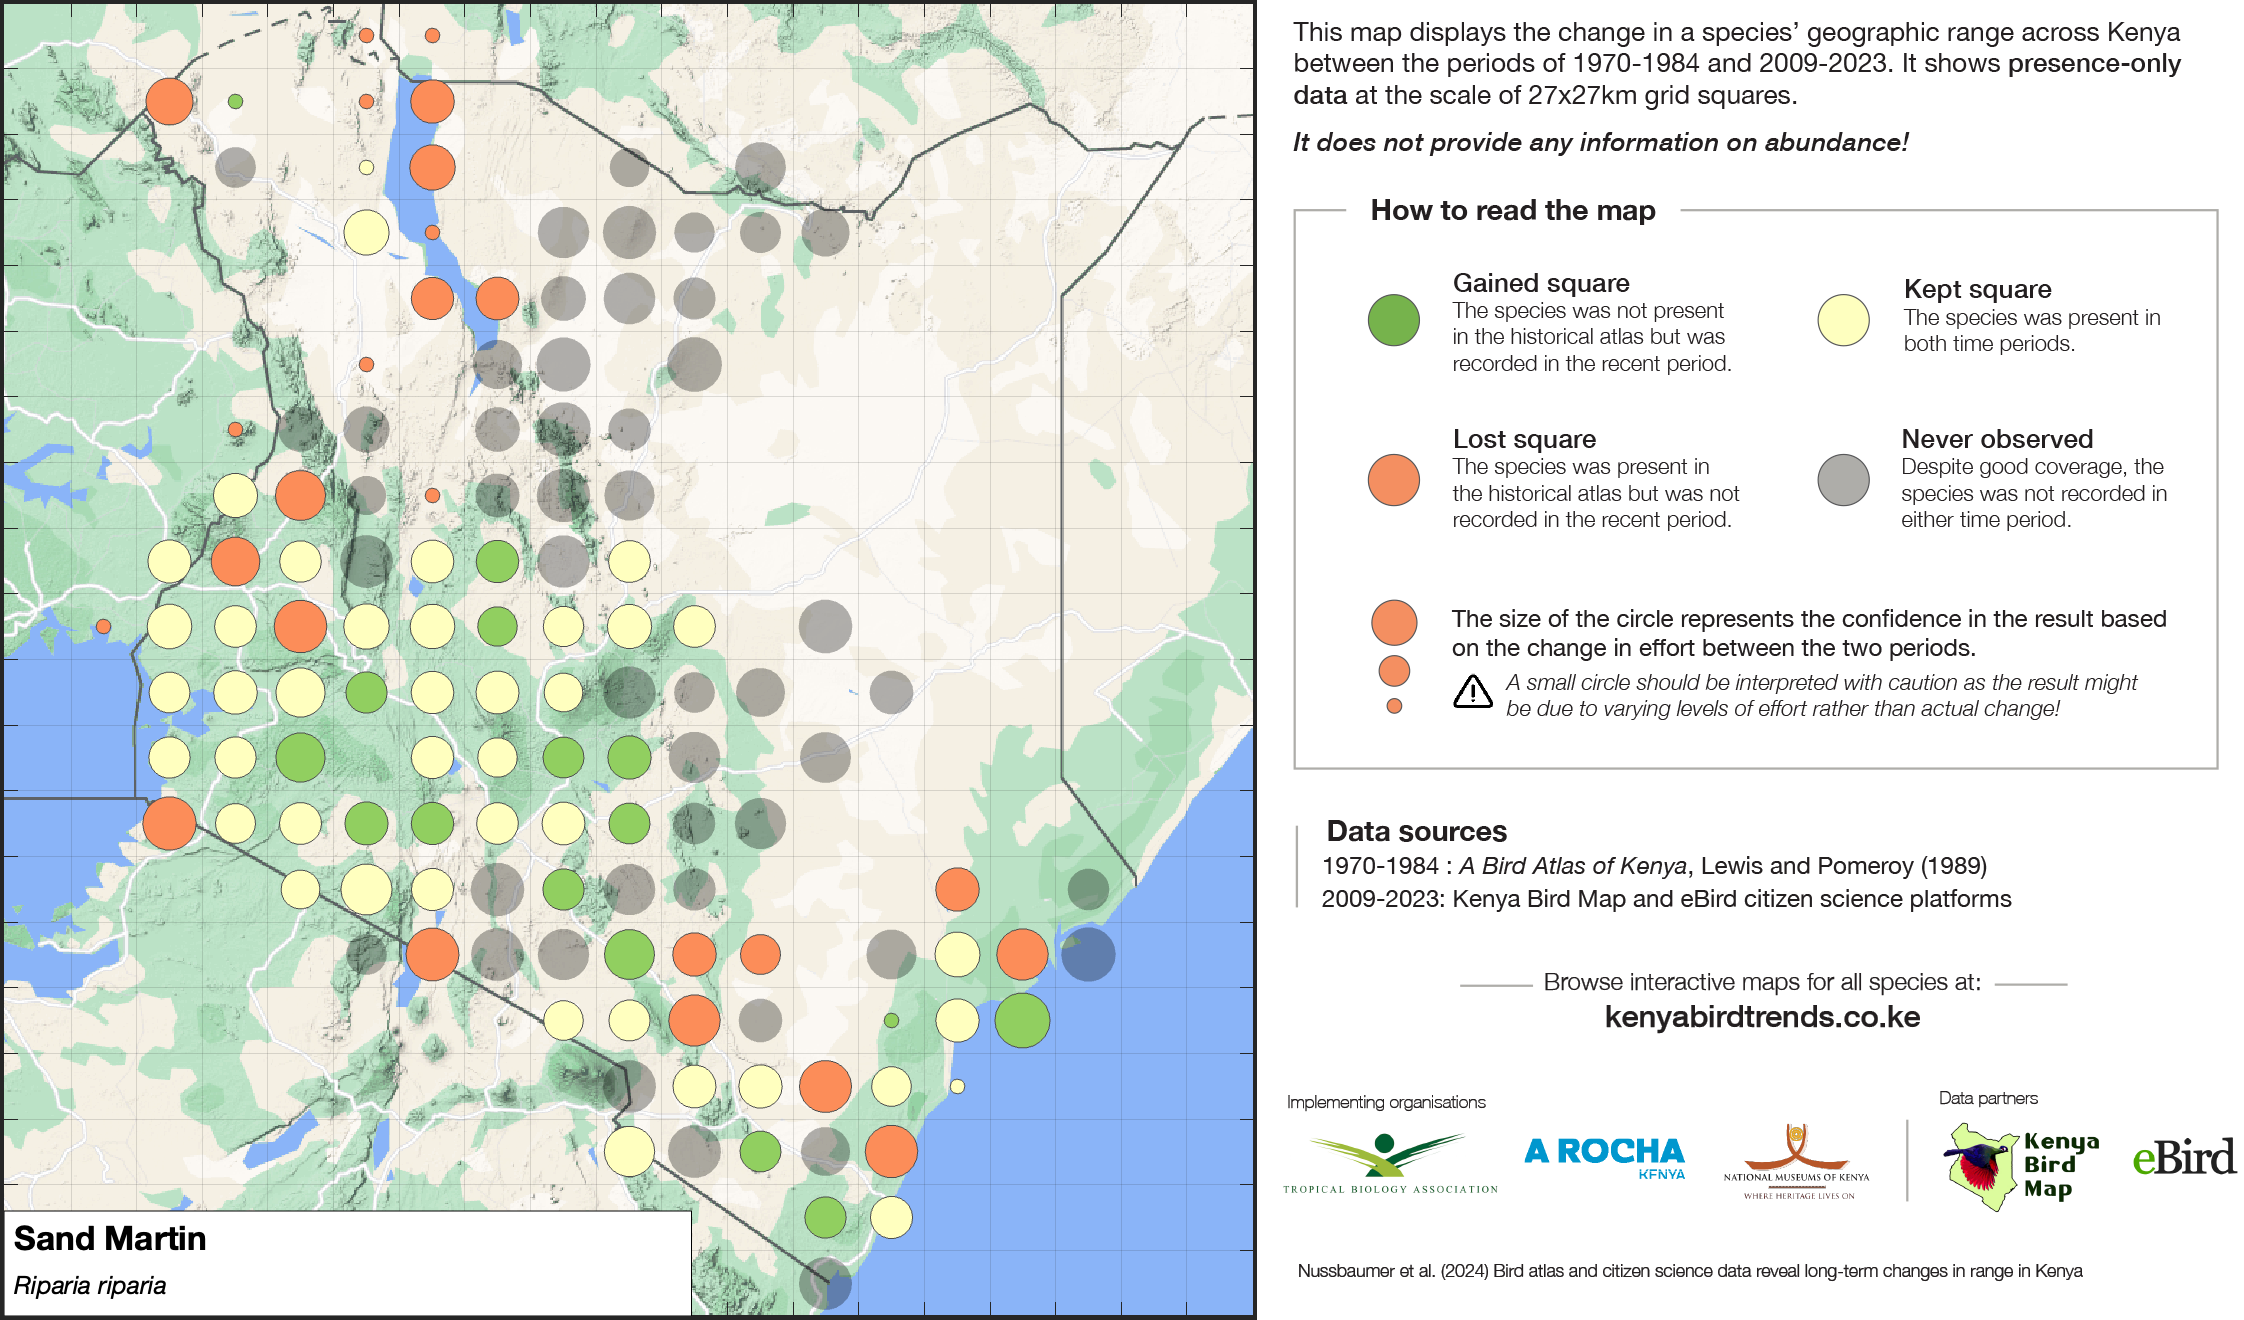 This map displays the change in a species’ geographic range across Kenya
between the periods of 1970-1984 and 2009-2023. It shows presence-only
data at the scale of 27x27km grid squares.
It does not provide any information on abundance!
How to read the map
Gained square
The species was not present
in the historical atlas but was
recorded in the recent period.
Kept square
The species was present in
both time periods.
Lost square
The species was present in
the historical atlas but was not
recorded in the recent period.
Never observed
Despite good coverage, the
species was not recorded in
either time period.
The size of the circle represents the confidence in the result based
on the change in effort between the two periods.
A small circle should be interpreted with caution as the result might
be due to varying levels of effort rather than actual change!
Data sources
1970-1984 : A Bird Atlas of Kenya, Lewis and Pomeroy (1989)
2009-2023: Kenya Bird Map and eBird citizen science platforms
Browse interactive maps for all species at:
kenyabirdtrends.co.ke
Implementing organisations
Data partners
TROPICAL BIOLOGY ASSOCIATION
A ROCHA
KENYA
NATIONAL MUSEUMS OF KENYA
WHERE HERITAGE LIVES ON
Kenya
Bird
Map
eBird
Nussbaumer et al. (2024) Bird atlas and citizen science data reveal long-term changes in range in Kenya
Sand Martin
Riparia riparia